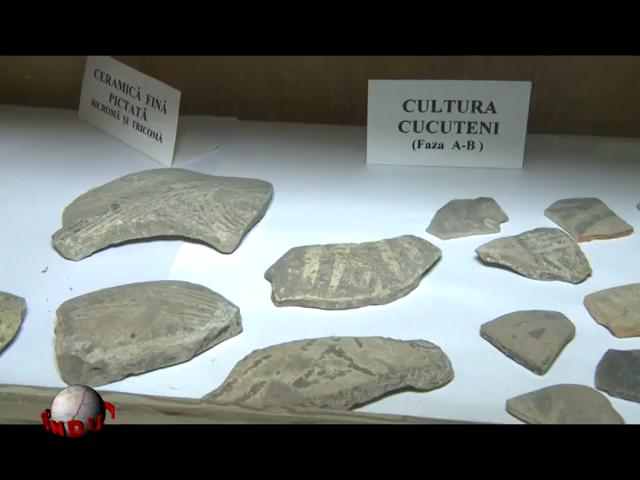 CERAMICĂ FINĂ
PICTATĂ
BICROMĂ ȘI TRICOMĂ
CULTURA
CUCUTENI
(Faza A-B)